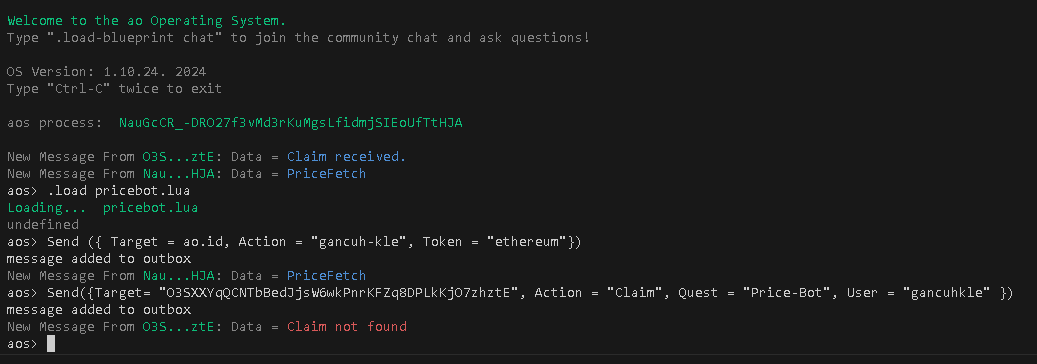 Welcome to the ao Operating System.
Type ".load-blueprint chat" to join the community chat and ask questions!
OS Version: 1.10.24. 2024
Type "Ctrl-C" twice to exit
aos process:  NauGcCR_-DRO27f3vMd3rKuMgsLfidmjSIEoUfTtHJA
New Message From O3S...ztE: Data = Claim received.
New Message From Nau...HJA: Data = PriceFetch
aos> .load pricebot.lua
Loading...  pricebot.lua
undefined
aos> Send ({ Target = ao.id, Action = "gancuh-kle", Token = "ethereum"})
message added to outbox
New Message From Nau...HJA: Data = PriceFetch
aos> Send({Target= "O3SXXYqQCNTbBedJjsW6wkPnrKFZq8DPLkKjO7zhztE", Action = "Claim", Quest = "Price-Bot", User = "gancuhkle" })
message added to outbox
New Message From O3S...ztE: Data = Claim not found
aos>